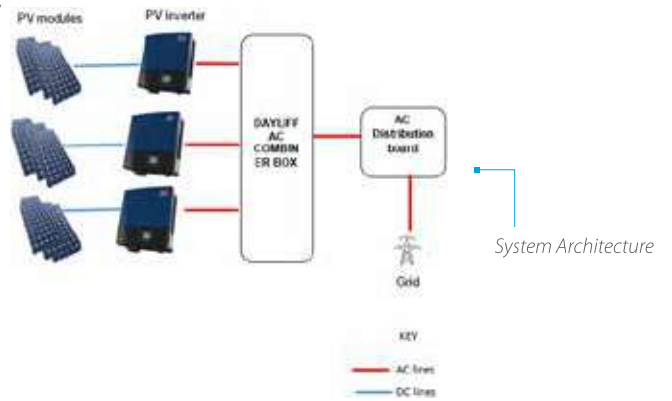 PV modules
PV inverter
DAYLIFF
AC
COMBIN
ER BOX
AC
Distribution
board
System Architecture
Grid
KEY
AC lines
DC lines